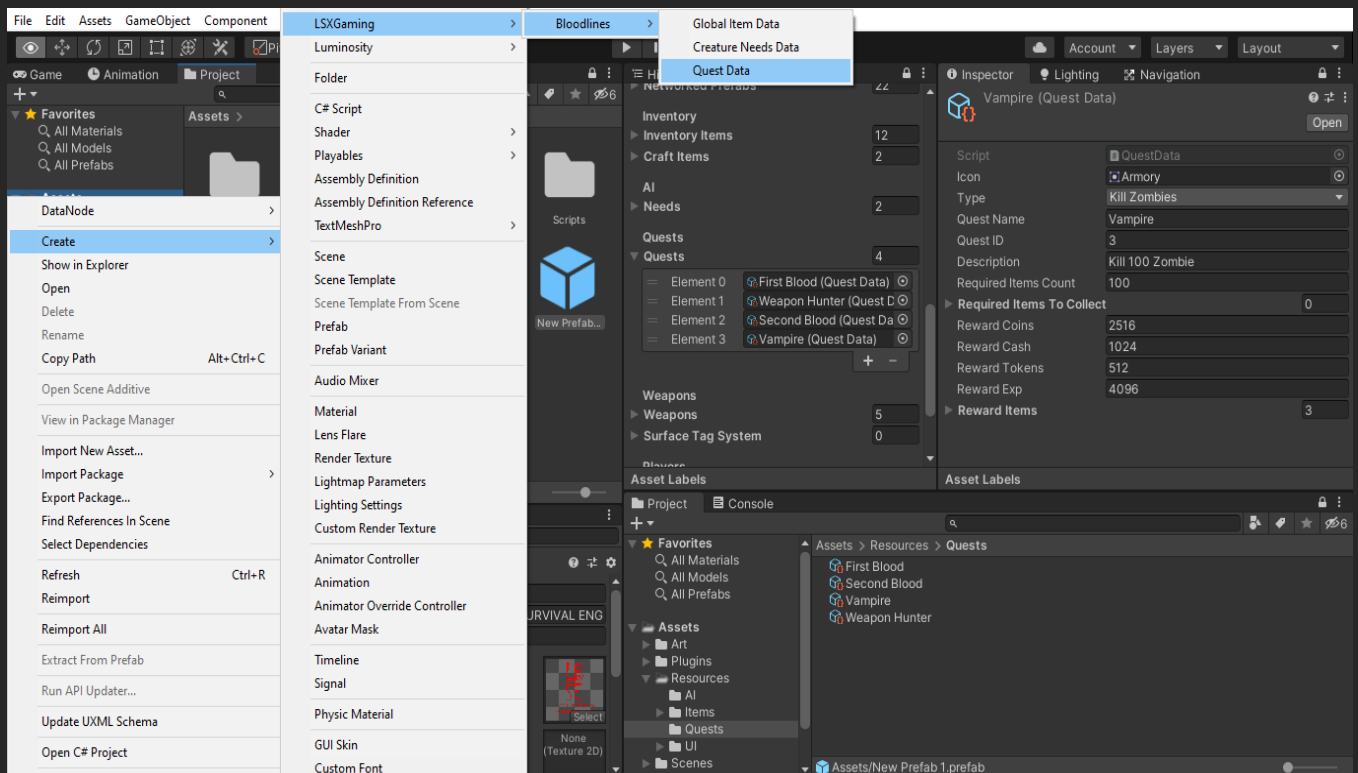 File Edit Assets GameObject Component
LSXGaming
Bloodlines
Global Item Data
Luminosity
Creature Needs Data
Quest Data
Account
Layers
Layout
Game
Animation
Project
Favorites
All Materials
All Models
All Prefabs
Assets >
Assets
DataNode
Create
Show in Explorer
Open
Delete
Rename
Copy Path Alt+Ctrl+C
Open Scene Additive
View in Package Manager
Import New Asset...
Import Package
Export Package...
Find References In Scene
Select Dependencies
Refresh Ctrl+R
Reimport
Reimport All
Extract From Prefab
Run API Updater...
Update UXML Schema
Open C# Project
Folder
C# Script
Shader
Playables
Assembly Definition
Assembly Definition Reference
TextMeshPro
Scene
Scene Template
Scene Template From Scene
Prefab
Prefab Variant
Audio Mixer
Material
Lens Flare
Render Texture
Lightmap Parameters
Lighting Settings
Custom Render Texture
Animator Controller
Animation
Animator Override Controller
Avatar Mask
Timeline
Signal
Physic Material
GUI Skin
Custom Font
6
Scripts
New Prefab...
URVIVAL ENG
Select
None
(Texture 2D)
Networked Prefabs 22
Inventory
Inventory Items 12
Craft Items 2
AI
Needs 2
Quests
Quests 4
Element 0 First Blood (Quest Data)
Element 1 Weapon Hunter (Quest D
Element 2 Second Blood (Quest Da
Element 3 Vampire (Quest Data)
+ −
Weapons
Weapons 5
Surface Tag System 0
Players
Asset Labels
Inspector
Lighting
Navigation
Vampire (Quest Data)
Open
Script QuestData
Icon Armory
Type Kill Zombies
Quest Name Vampire
Quest ID 3
Description Kill 100 Zombie
Required Items Count 100
Required Items To Collect 0
Reward Coins 2516
Reward Cash 1024
Reward Tokens 512
Reward Exp 4096
Reward Items 3
Asset Labels
Project
Console
6
Favorites
All Materials
All Models
All Prefabs
Assets
Art
Plugins
Resources
AI
Items
Quests
UI
Scenes
Assets > Resources > Quests
First Blood
Second Blood
Vampire
Weapon Hunter
Assets/New Prefab 1.prefab